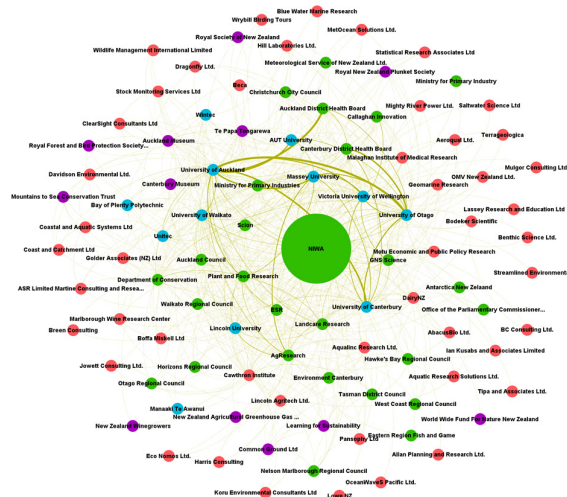 Blue Water Marine Research
Wrybill Birding Tours
Royal Society of New Zealand
MetOcean Solutions Ltd.
Hill Laboratories Ltd.
Wildlife Management International Limited
Statistical Research Associates Ltd
Dragonfly Ltd.
Meteorological Service of New Zealand Ltd.
Royal New Zealand Plunket Society
Stock Monitoring Services Ltd
Beca
Christchurch City Council
Ministry for Primary Industry
Auckland District Health Board
Mighty River Power Ltd.
Saltwater Science Ltd
Wintec
Callaghan Innovation
ClearSight Consultants Ltd
Te Papa Tongarewa
Terrageologica
Auckland Museum
AUT University
Aeroqual Ltd.
Royal Forest and Bird Protection Society...
Canterbury District Health Board
Malaghan Institute of Medical Research
University of Auckland
Mulgor Consulting Ltd
Davidson Environmental Ltd.
Massey University
OMV New Zealand Ltd.
Canterbury Museum
Ministry for Primary Industries
Geomarine Research
Mountains to Sea Conservation Trust
Victoria University of Wellington
Bay of Plenty Polytechnic
Lassey Research and Education Ltd
University of Waikato
University of Otago
Coastal and Aquatic Systems Ltd
Scion
Bodeker Scientific
Unitec
Benthic Science Ltd.
Coast and Catchment Ltd
NIWA
Motu Economic and Public Policy Research
Golder Associates (NZ) Ltd
Auckland Council
GNS Science
Plant and Food Research
Streamlined Environmental
Department of Conservation
ASR Limited Martine Consulting and Resea...
Antarctica New Zealand
DairyNZ
Waikato Regional Council
University of Canterbury
Office of the Parliamentary Commissioner...
ESR
Marlborough Wine Research Center
Landcare Research
Breen Consulting
Lincoln University
AbacusBio Ltd.
BC Consulting Ltd.
Boffa Miskell Ltd
Aqualinc Research Ltd.
Ian Kusabs and Associates Limited
AgResearch
Hawke's Bay Regional Council
Jowett Consulting Ltd.
Horizons Regional Council
Cawthron Institute
Environment Canterbury
Aquatic Research Solutions Ltd.
Otago Regional Council
Tasman District Council
Tipa and Associates Ltd.
Lincoln Agritech Ltd.
West Coast Regional Council
Manaaki Te Awanui
New Zealand Agricultural Greenhouse Gas ...
World Wide Fund For Nature New Zealand
New Zealand Winegrowers
Learning for Sustainability
Common Ground Ltd
Pansophy Ltd
Eastern Region Fish and Game
Eco Nomos Ltd.
Harris Consulting
Allan Planning and Research Ltd.
Nelson Marlborough Regional Council
OceanWaveS Pacific Ltd.
Koru Environmental Consultants Ltd
Lowe NZ